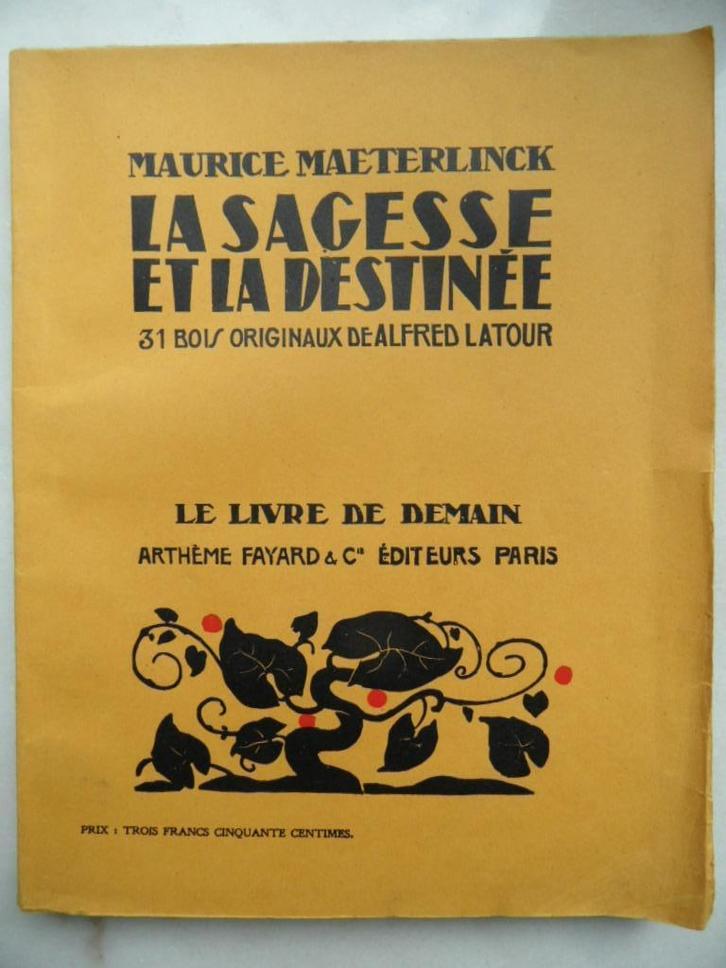 MAURICE MAETERLINCK
LA SAGESSE
ET LA DESTINÉE
31 BOIS ORIGINAUX DE ALFRED LATOUR
LE LIVRE DE DEMAIN
ARTHÈME FAYARD & Cie ÉDITEURS PARIS
PRIX : TROIS FRANCS CINQUANTE CENTIMES.